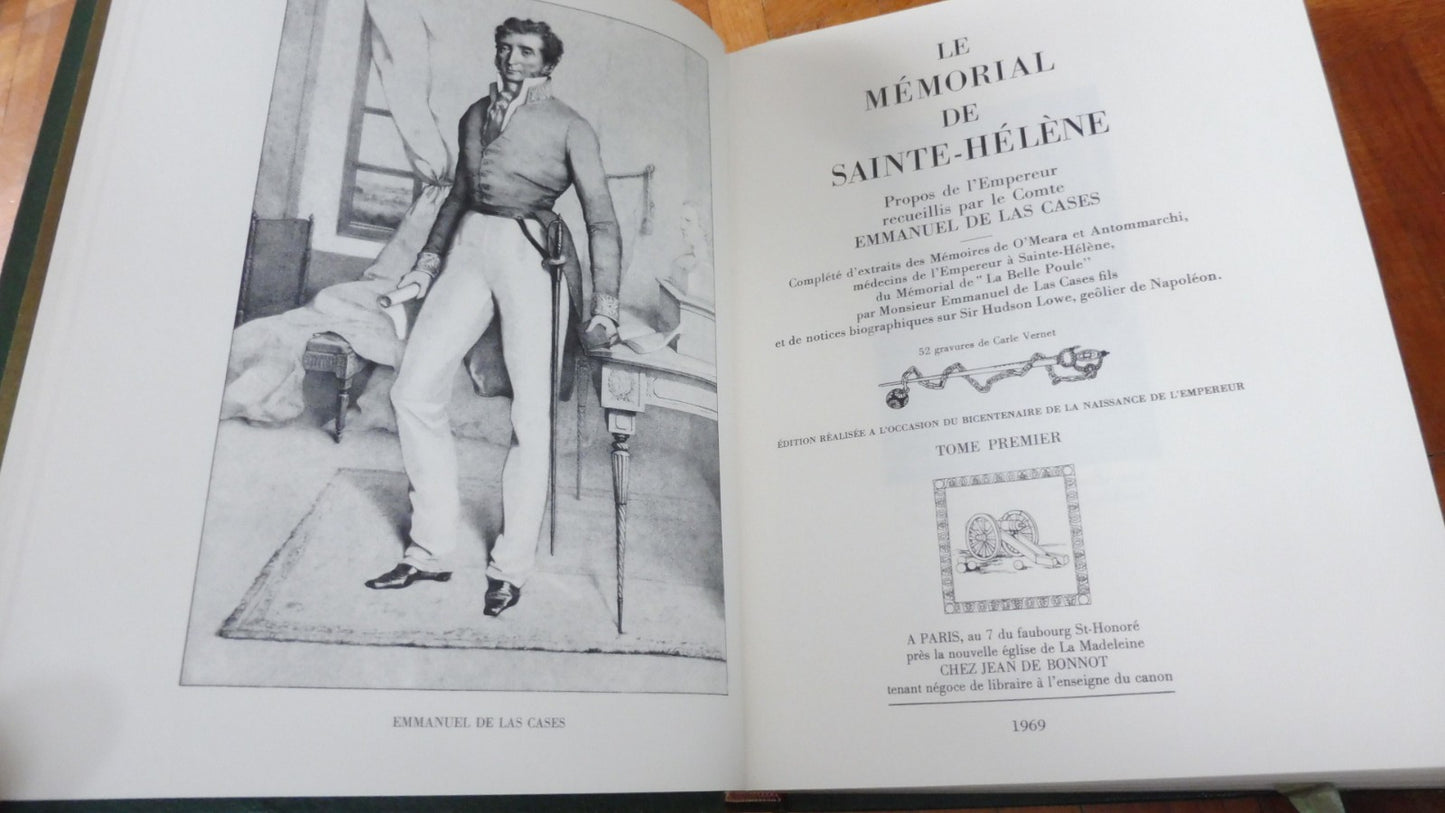 EMMANUEL DE LAS CASES
LE
MÉMORIAL
DE
SAINTE-HÉLÈNE
Propos de l'Empereur
recueillis par le Comte
EMMANUEL DE LAS CASES
Complété d'extraits des Mémoires de O'Meara et Antommarchi,
médecins de l'Empereur à Sainte-Hélène,
du Mémorial de "La Belle Poule"
par Monsieur Emmanuel de Las Cases fils
et de notices biographiques sur Sir Hudson Lowe, geôlier de Napoléon.
52 gravures de Carle Vernet
ÉDITION RÉALISÉE A L'OCCASION DU BICENTENAIRE DE LA NAISSANCE DE L'EMPEREUR
TOME PREMIER
A PARIS, au 7 du faubourg St-Honoré
près la nouvelle église de La Madeleine
CHEZ JEAN DE BONNOT
tenant négoce de libraire à l'enseigne du canon
1969